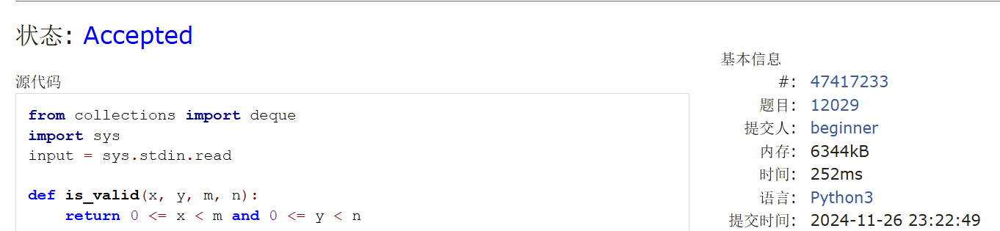 状态: Accepted
源代码
from collections import deque
import sys
input = sys.stdin.read
def is_valid(x, y, m, n):
    return 0 <= x < m and 0 <= y < n
基本信息
#: 47417233
题目: 12029
提交人: beginner
内存: 6344kB
时间: 252ms
语言: Python3
提交时间: 2024-11-26 23:22:49